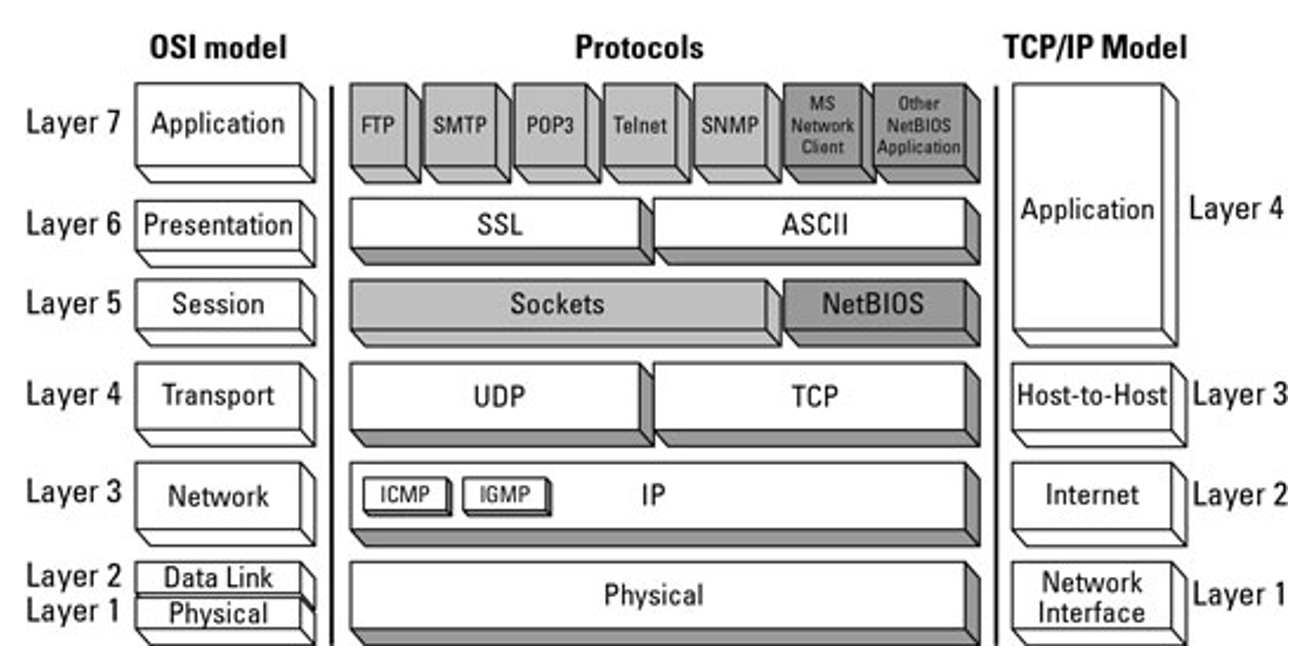 OSI model Protocols TCP/IP Model
Layer 7 Application FTP SMTP POP3 Telnet SNMP MS Network Client Other NetBIOS Application
Layer 6 Presentation SSL ASCII Application Layer 4
Layer 5 Session Sockets NetBIOS
Layer 4 Transport UDP TCP Host-to-Host Layer 3
Layer 3 Network ICMP IGMP IP Internet Layer 2
Layer 2 Data Link
Layer 1 Physical Physical Network Interface Layer 1